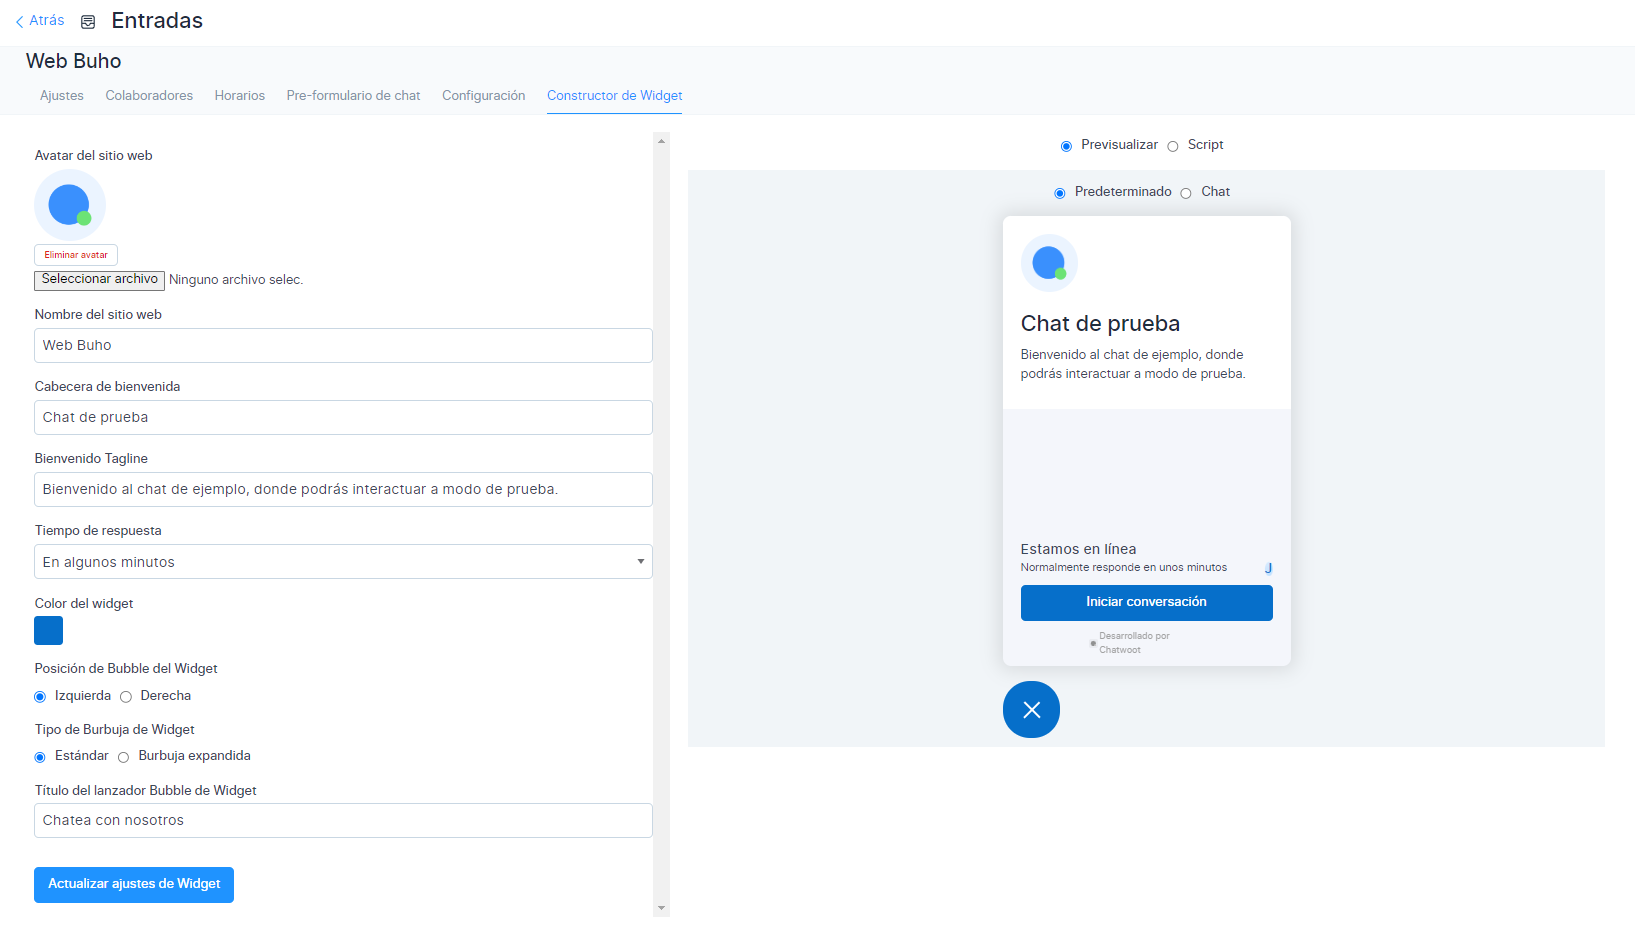 Atrás
Entradas
Web Buho
Ajustes
Colaboradores
Horarios
Pre-formulario de chat
Configuración
Constructor de Widget
Avatar del sitio web
Eliminar avatar
Seleccionar archivo Ninguno archivo selec.
Nombre del sitio web
Web Buho
Cabecera de bienvenida
Chat de prueba
Bienvenido Tagline
Bienvenido al chat de ejemplo, donde podrás interactuar a modo de prueba.
Tiempo de respuesta
En algunos minutos
Color del widget
Posición de Bubble del Widget
Izquierda Derecha
Tipo de Burbuja de Widget
Estándar Burbuja expandida
Título del lanzador Bubble de Widget
Chatea con nosotros
Actualizar ajustes de Widget
Previsualizar Script
Predeterminado Chat
Chat de prueba
Bienvenido al chat de ejemplo, donde
podrás interactuar a modo de prueba.
Estamos en línea
Normalmente responde en unos minutos
J
Iniciar conversación
Desarrollado por
Chatwoot